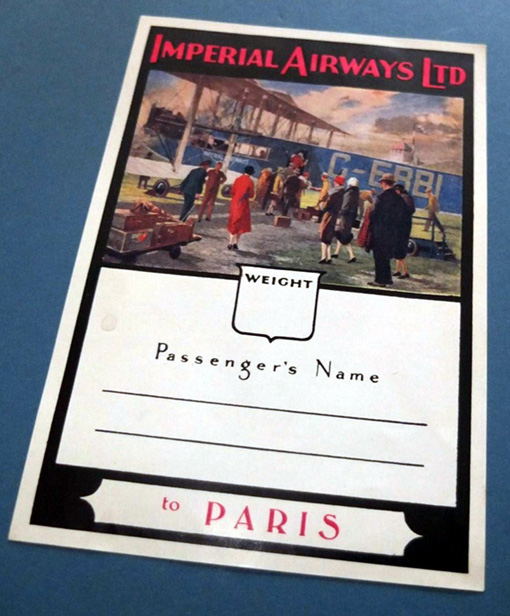 IMPERIAL AIRWAYS LTD
G-EBBI
WEIGHT
Passenger's Name
to PARIS